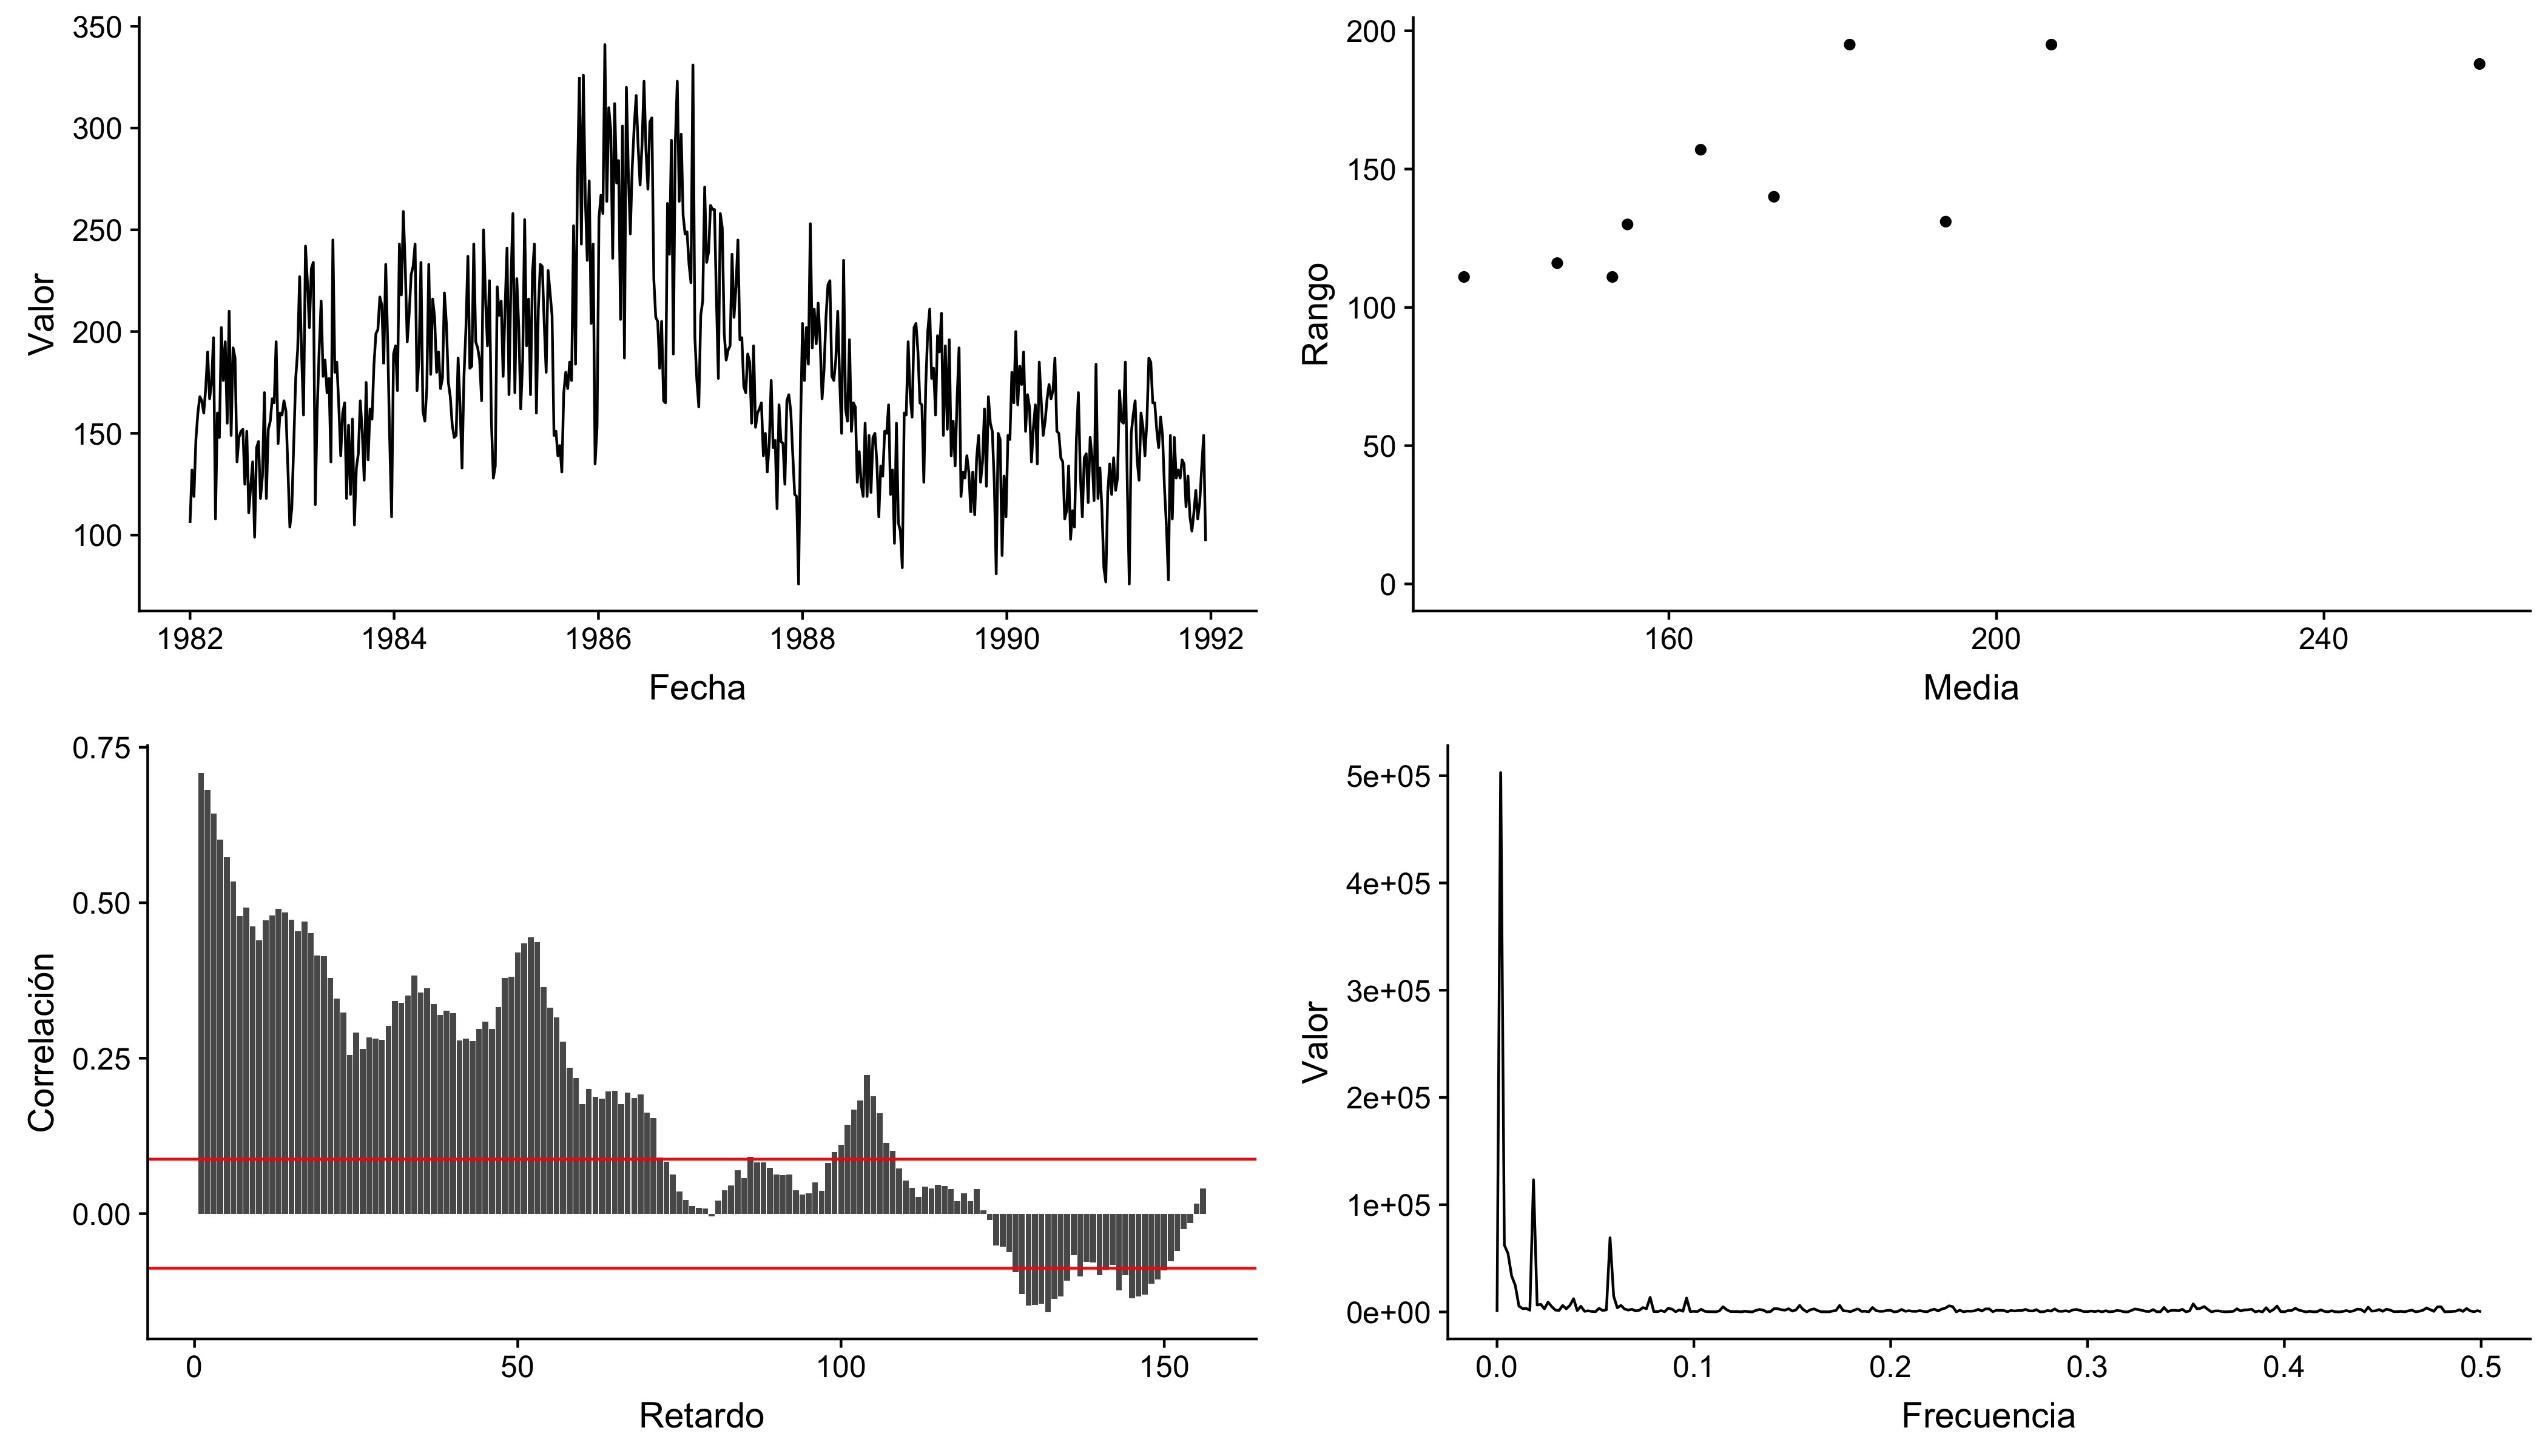 350
300
250
200
150
100
Valor
1982 1984 1986 1988 1990 1992
Fecha
200
150
100
50
0
Rango
160 200 240
Media
0.75
0.50
0.25
0.00
Correlación
0 50 100 150
Retardo
5e+05
4e+05
3e+05
2e+05
1e+05
0e+00
Valor
0.0 0.1 0.2 0.3 0.4 0.5
Frecuencia